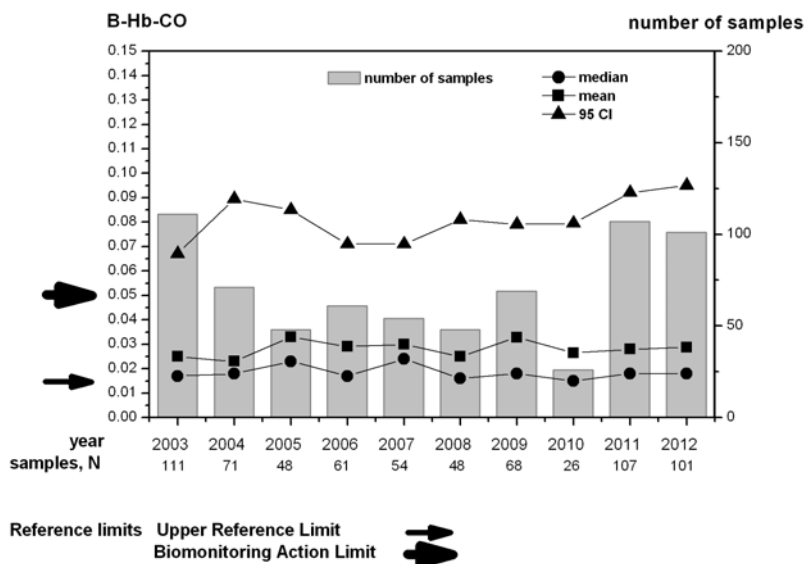 B-Hb-CO number of samples
0.15 200
0.14
0.13
0.12
0.11 150
0.10
0.09
0.08
0.07 100
0.06
0.05
0.04
0.03 50
0.02
0.01
0.00 0
number of samples
median
mean
95 CI
year 2003 2004 2005 2006 2007 2008 2009 2010 2011 2012
samples, N 111 71 48 61 54 48 68 26 107 101
Reference limits Upper Reference Limit
Biomonitoring Action Limit